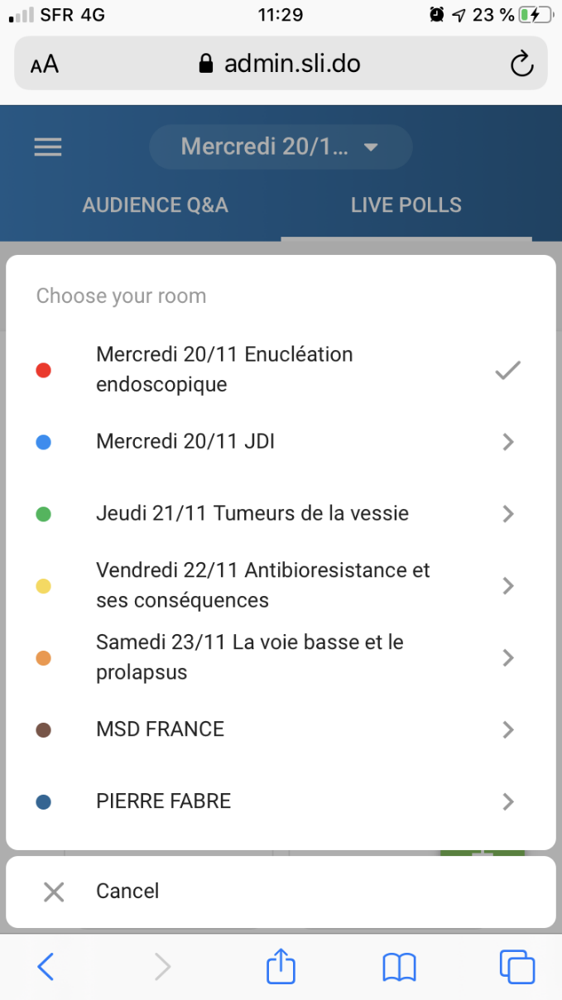 SFR 4G 11:29 23 %
AA admin.sli.do
Mercredi 20/1...
AUDIENCE Q&A LIVE POLLS
Choose your room
Mercredi 20/11 Enucléation
endoscopique
Mercredi 20/11 JDI
Jeudi 21/11 Tumeurs de la vessie
Vendredi 22/11 Antibioresistance et
ses conséquences
Samedi 23/11 La voie basse et le
prolapsus
MSD FRANCE
PIERRE FABRE
Cancel